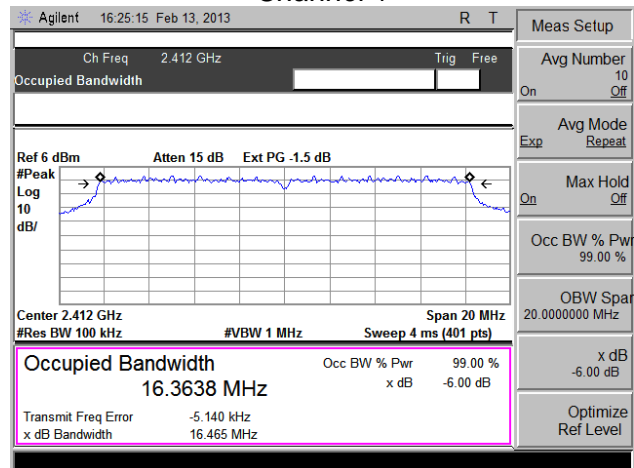 Agilent 16:25:15 Feb 13, 2013 R T
Ch Freq 2.412 GHz Trig Free
Occupied Bandwidth
Ref 6 dBm Atten 15 dB Ext PG -1.5 dB
#Peak
Log
10
dB/
Center 2.412 GHz Span 20 MHz
#Res BW 100 kHz #VBW 1 MHz Sweep 4 ms (401 pts)
Occupied Bandwidth Occ BW % Pwr 99.00 %
16.3638 MHz x dB -6.00 dB
Transmit Freq Error -5.140 kHz
x dB Bandwidth 16.465 MHz
Meas Setup
Avg Number
10
On Off
Avg Mode
Exp Repeat
Max Hold
On Off
Occ BW % Pwr
99.00 %
OBW Span
20.0000000 MHz
x dB
-6.00 dB
Optimize
Ref Level